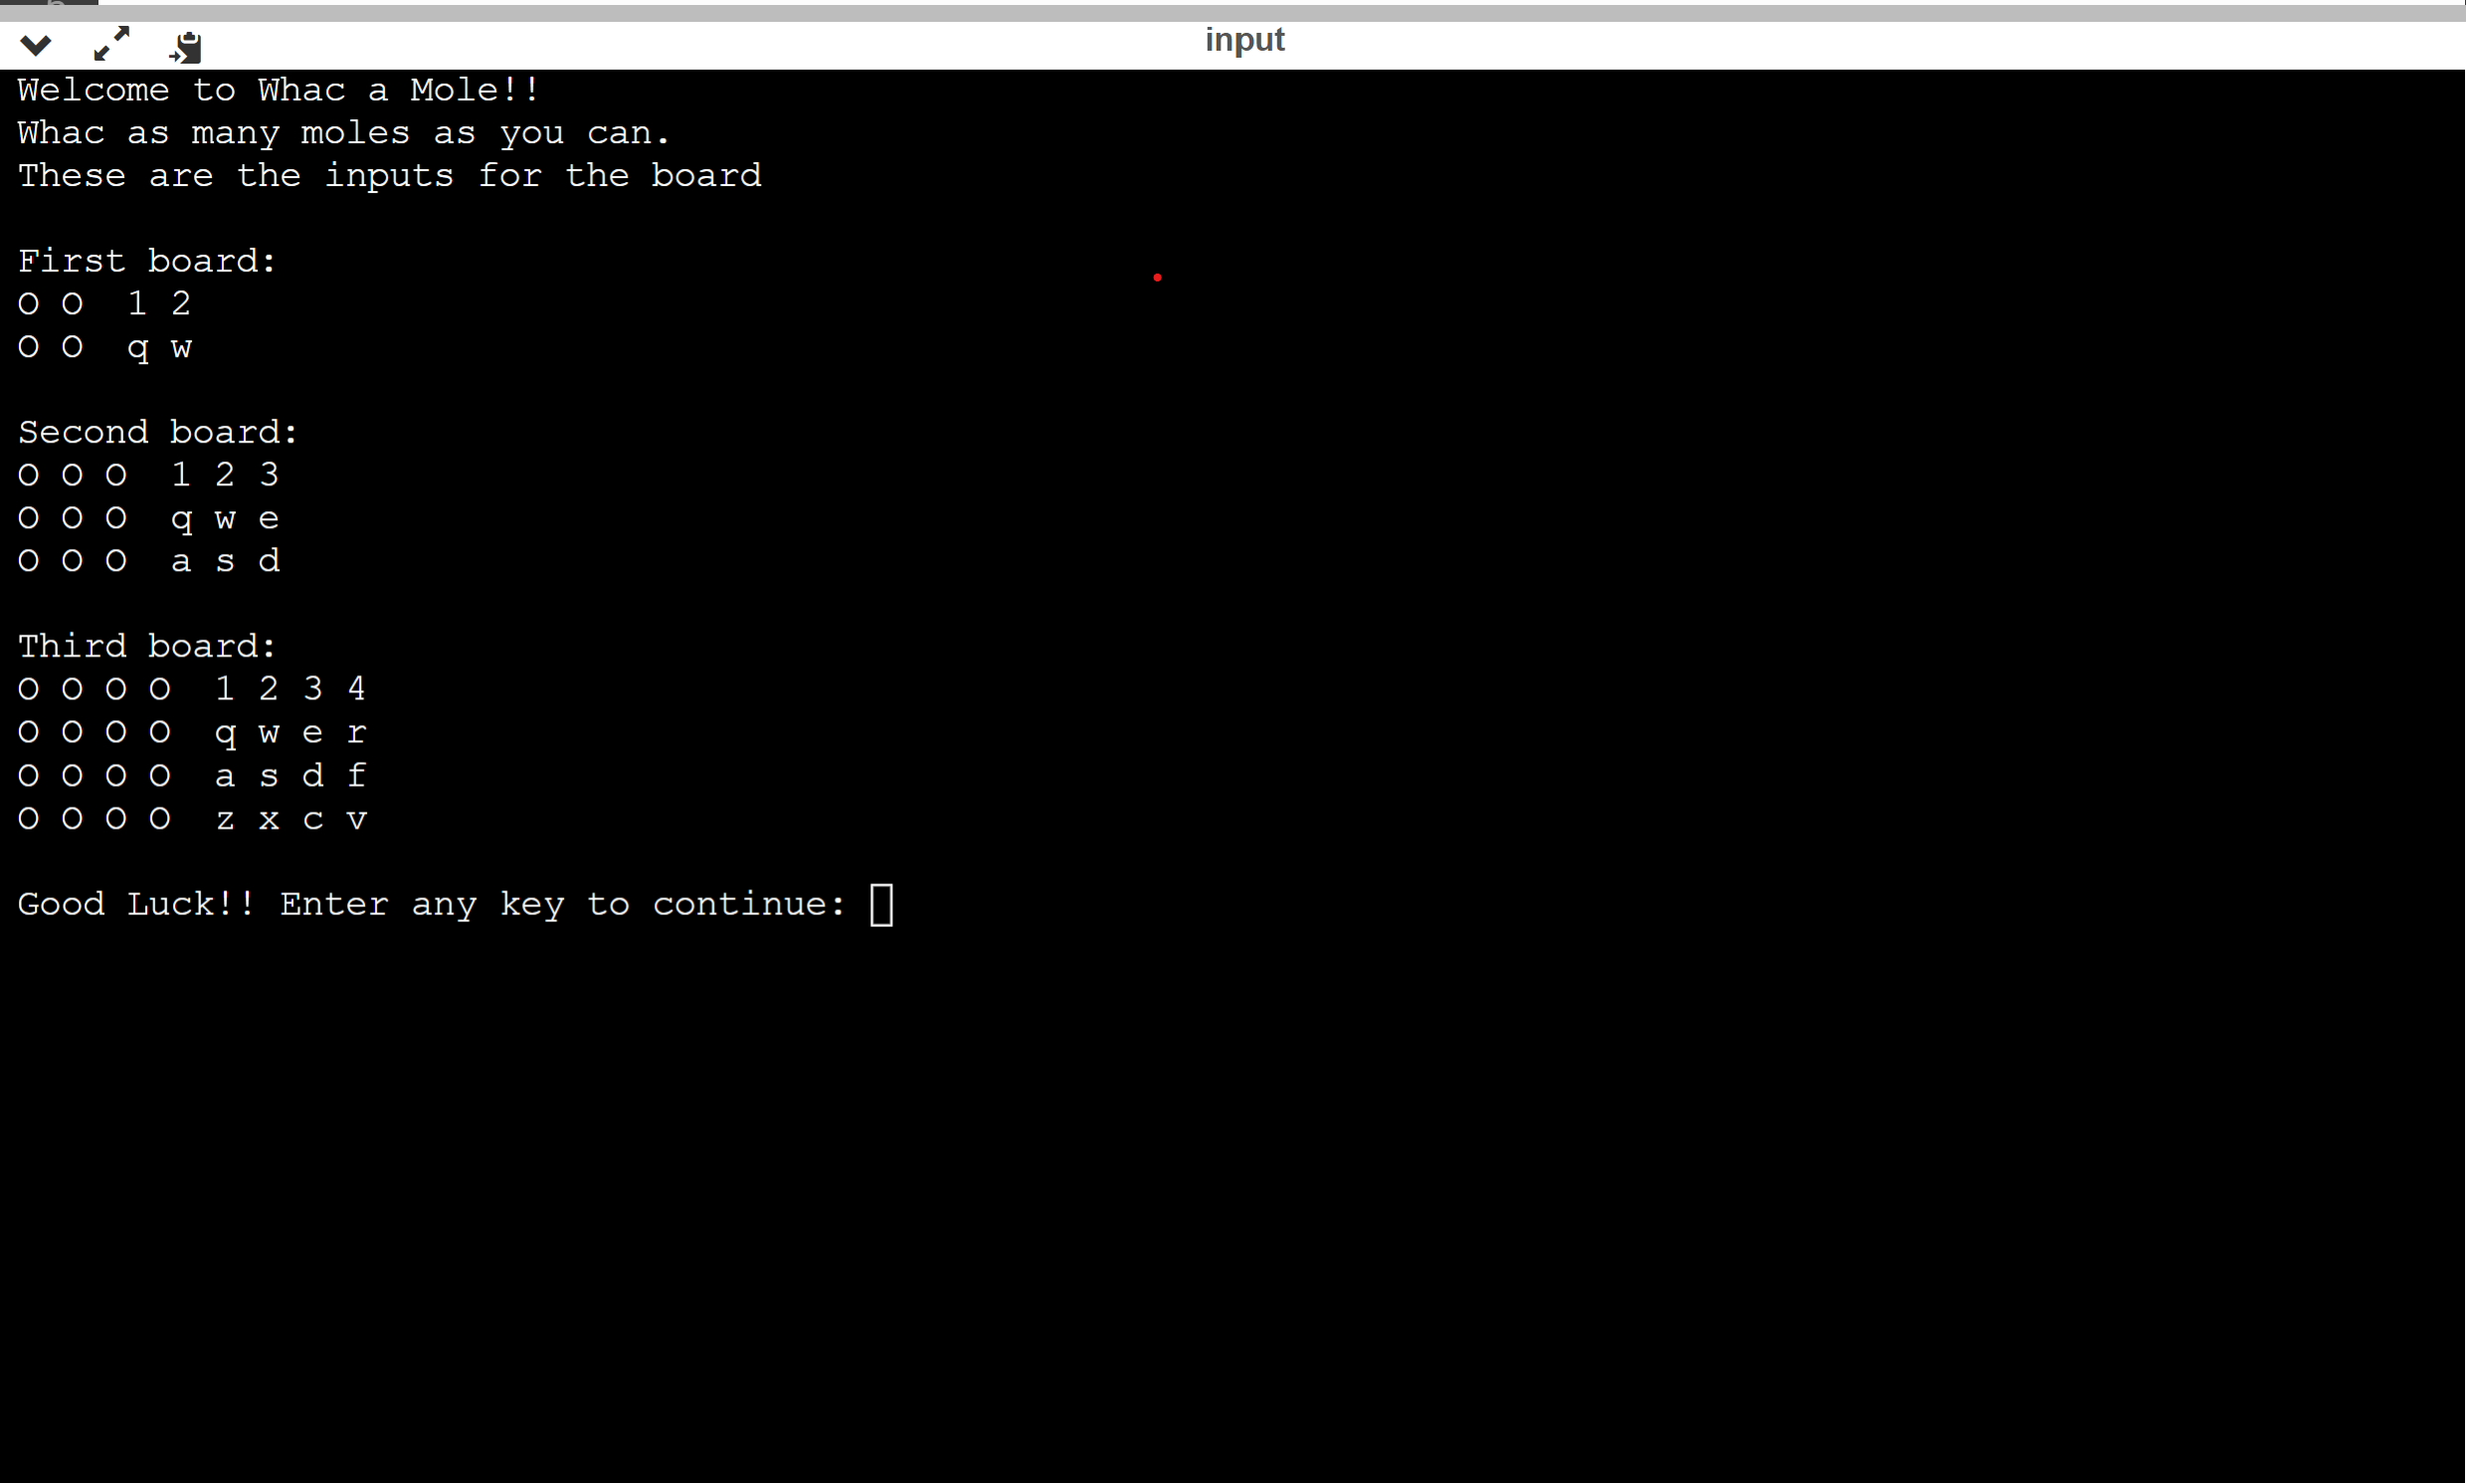 input
Welcome to Whac a Mole!!
Whac as many moles as you can.
These are the inputs for the board
First board:
O O  1 2
O O  q w
Second board:
O O O  1 2 3
O O O  q w e
O O O  a s d
Third board:
O O O O  1 2 3 4
O O O O  q w e r
O O O O  a s d f
O O O O  z x c v
Good Luck!! Enter any key to continue: